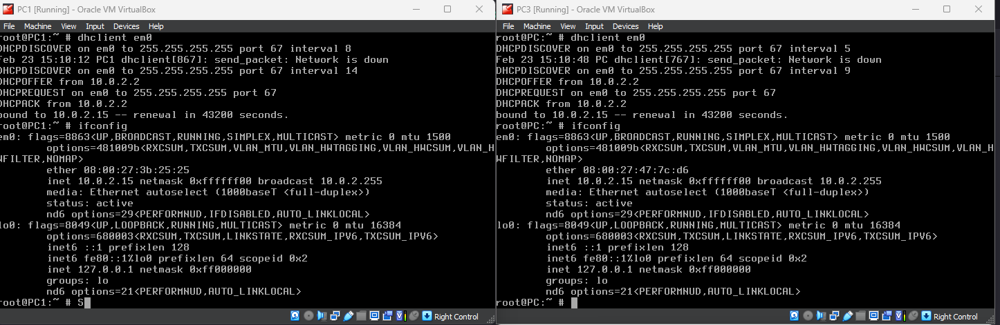 PC1 [Running] - Oracle VM VirtualBox
File Machine View Input Devices Help
root@PC1:~ # dhclient em0
DHCPDISCOVER on em0 to 255.255.255.255 port 67 interval 8
Feb 23 15:10:12 PC1 dhclient[867]: send_packet: Network is down
DHCPDISCOVER on em0 to 255.255.255.255 port 67 interval 14
DHCPOFFER from 10.0.2.2
DHCPREQUEST on em0 to 255.255.255.255 port 67
DHCPACK from 10.0.2.2
bound to 10.0.2.15 -- renewal in 43200 seconds.
root@PC1:~ # ifconfig
em0: flags=8863<UP,BROADCAST,RUNNING,SIMPLEX,MULTICAST> metric 0 mtu 1500
options=481009b<RXCSUM,TXCSUM,VLAN_MTU,VLAN_HWTAGGING,VLAN_HWCSUM,VLAN_H
WFILTER,NOMAP>
ether 08:00:27:3b:25:25
inet 10.0.2.15 netmask 0xffffff00 broadcast 10.0.2.255
media: Ethernet autoselect (1000baseT <full-duplex>)
status: active
nd6 options=29<PERFORMNUD,IFDISABLED,AUTO_LINKLOCAL>
lo0: flags=8049<UP,LOOPBACK,RUNNING,MULTICAST> metric 0 mtu 16384
options=680003<RXCSUM,TXCSUM,LINKSTATE,RXCSUM_IPV6,TXCSUM_IPV6>
inet6 ::1 prefixlen 128
inet6 fe80::1%lo0 prefixlen 64 scopeid 0x2
inet 127.0.0.1 netmask 0xff000000
groups: lo
nd6 options=21<PERFORMNUD,AUTO_LINKLOCAL>
root@PC1:~ # S
Right Control
PC3 [Running] - Oracle VM VirtualBox
File Machine View Input Devices Help
root@PC:~ # dhclient em0
DHCPDISCOVER on em0 to 255.255.255.255 port 67 interval 5
Feb 23 15:10:48 PC dhclient[767]: send_packet: Network is down
DHCPDISCOVER on em0 to 255.255.255.255 port 67 interval 9
DHCPOFFER from 10.0.2.2
DHCPREQUEST on em0 to 255.255.255.255 port 67
DHCPACK from 10.0.2.2
bound to 10.0.2.15 -- renewal in 43200 seconds.
root@PC:~ # ifconfig
em0: flags=8863<UP,BROADCAST,RUNNING,SIMPLEX,MULTICAST> metric 0 mtu 1500
options=481009b<RXCSUM,TXCSUM,VLAN_MTU,VLAN_HWTAGGING,VLAN_HWCSUM,VLAN_H
WFILTER,NOMAP>
ether 08:00:27:47:7c:d6
inet 10.0.2.15 netmask 0xffffff00 broadcast 10.0.2.255
media: Ethernet autoselect (1000baseT <full-duplex>)
status: active
nd6 options=29<PERFORMNUD,IFDISABLED,AUTO_LINKLOCAL>
lo0: flags=8049<UP,LOOPBACK,RUNNING,MULTICAST> metric 0 mtu 16384
options=680003<RXCSUM,TXCSUM,LINKSTATE,RXCSUM_IPV6,TXCSUM_IPV6>
inet6 ::1 prefixlen 128
inet6 fe80::1%lo0 prefixlen 64 scopeid 0x2
inet 127.0.0.1 netmask 0xff000000
groups: lo
nd6 options=21<PERFORMNUD,AUTO_LINKLOCAL>
root@PC:~ #
Right Control